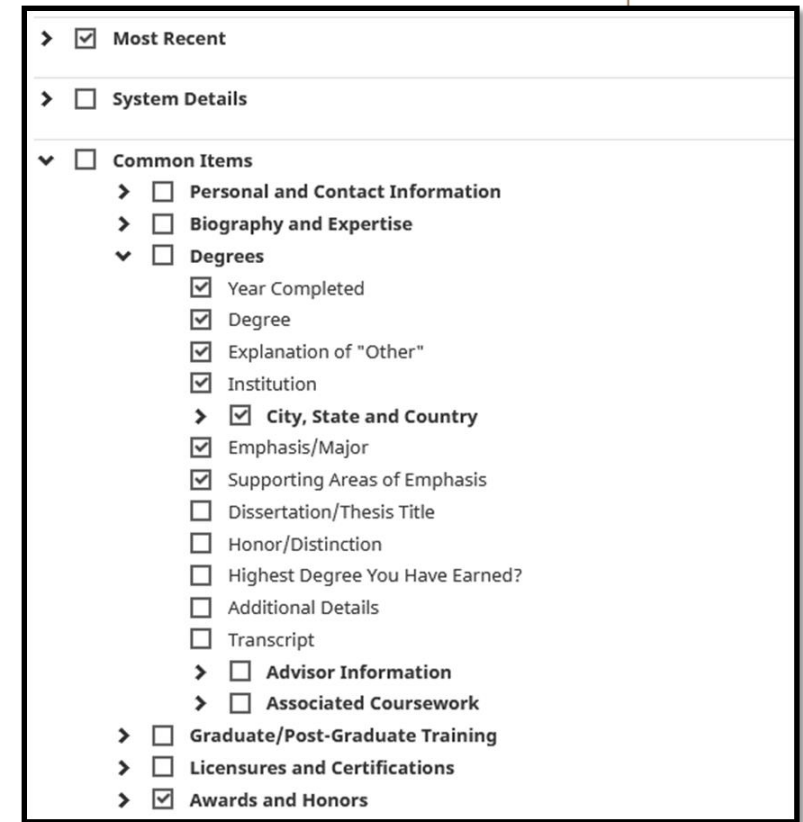 Most Recent
System Details
Common Items
Personal and Contact Information
Biography and Expertise
Degrees
Year Completed
Degree
Explanation of "Other"
Institution
City, State and Country
Emphasis/Major
Supporting Areas of Emphasis
Dissertation/Thesis Title
Honor/Distinction
Highest Degree You Have Earned?
Additional Details
Transcript
Advisor Information
Associated Coursework
Graduate/Post-Graduate Training
Licensures and Certifications
Awards and Honors